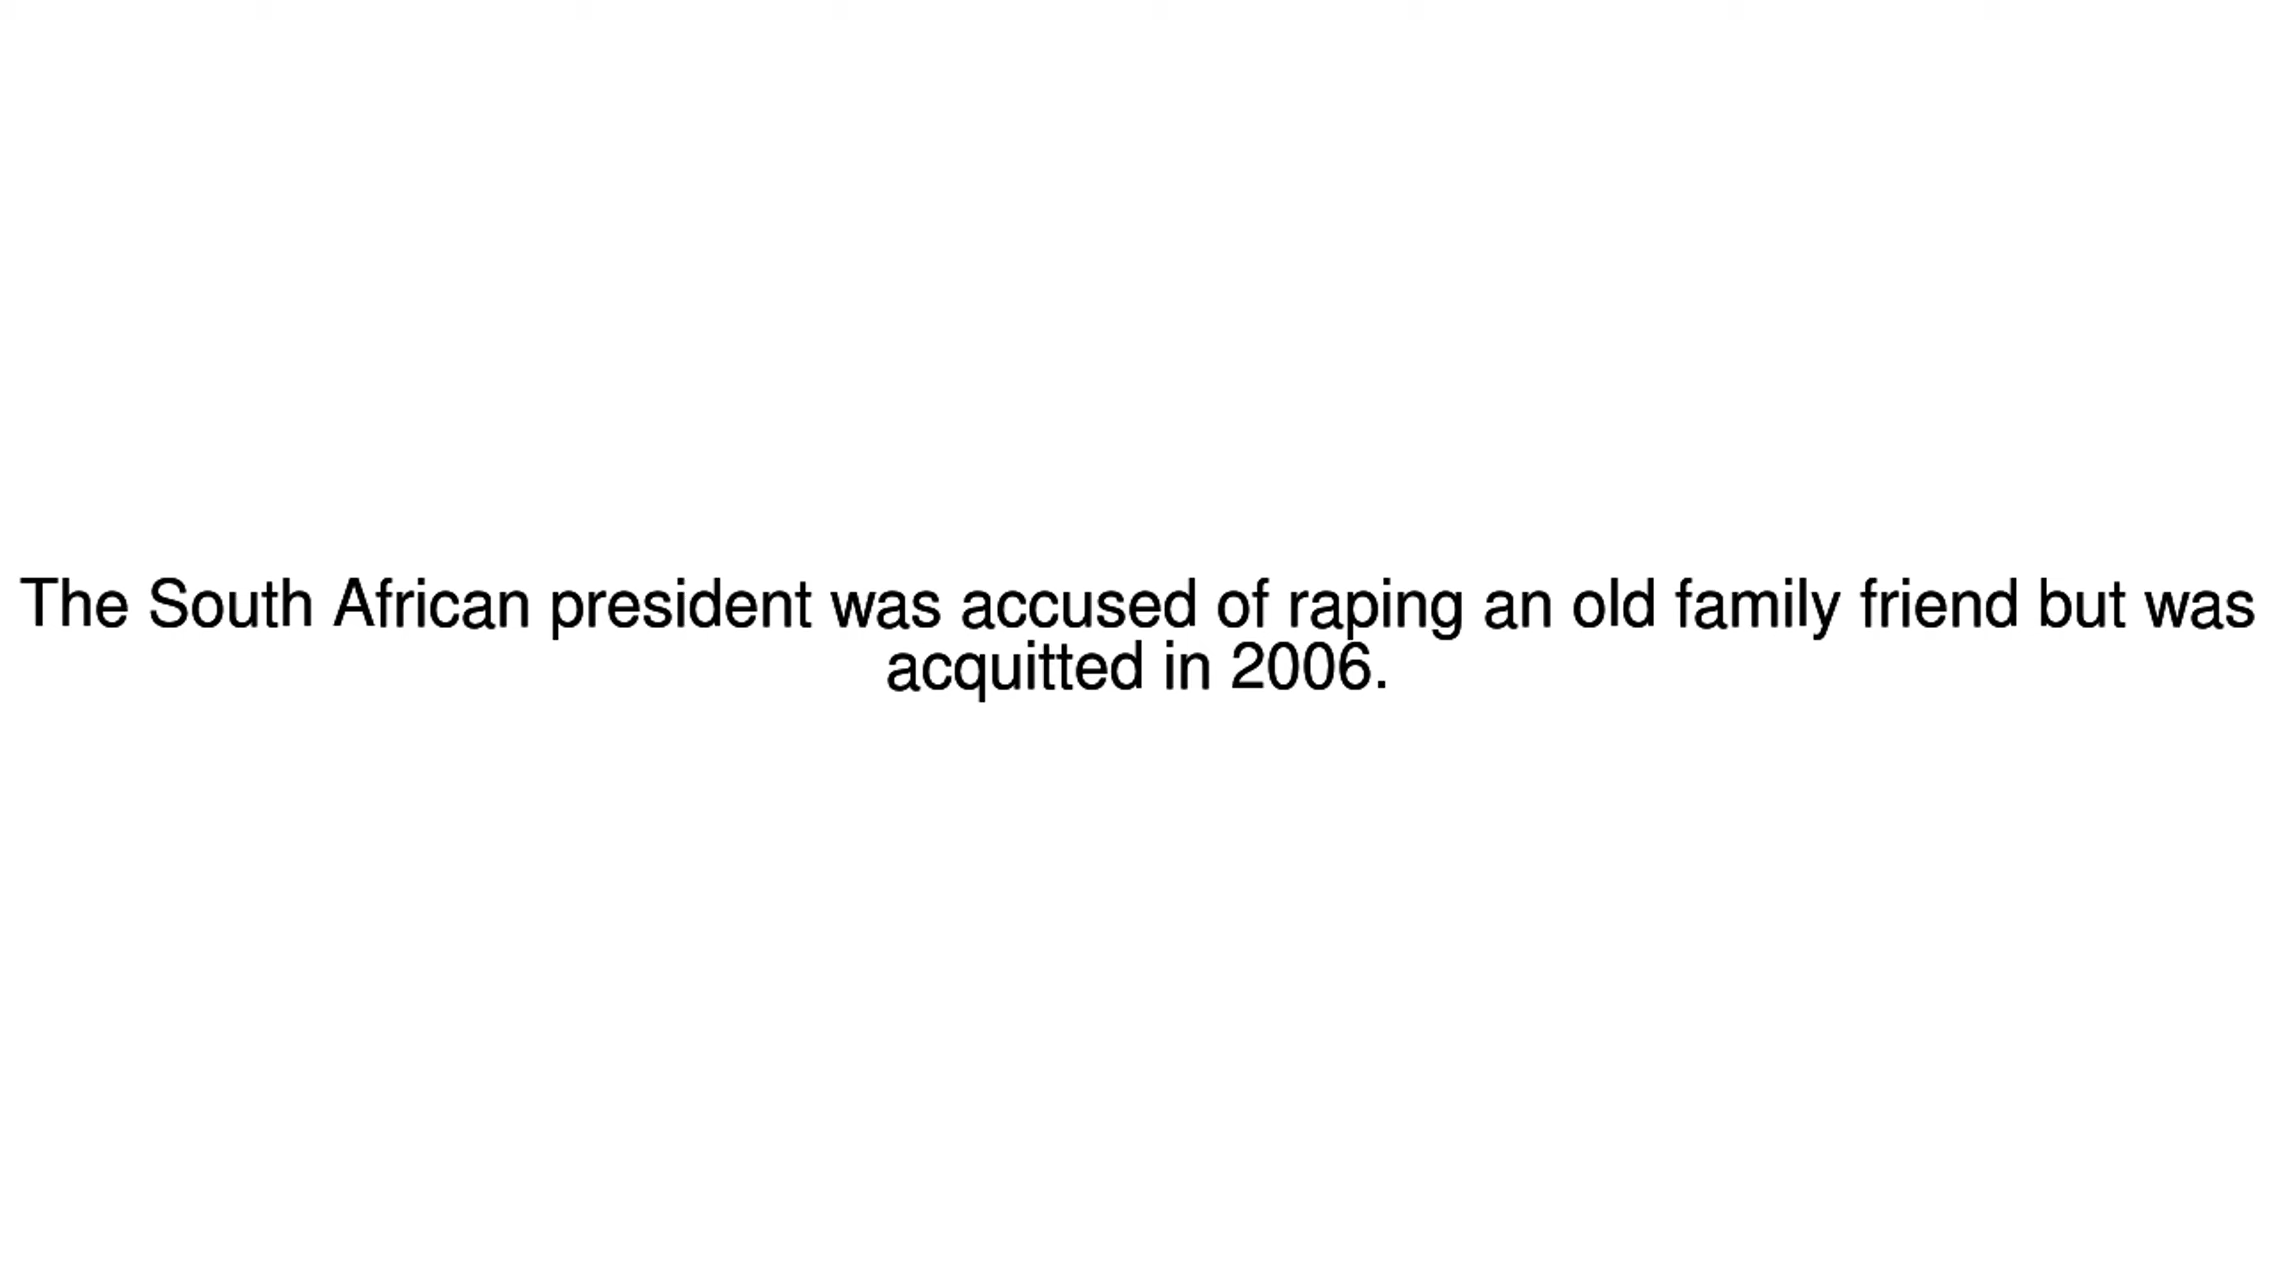 The South African president was accused of raping an old family friend but was
acquitted in 2006.